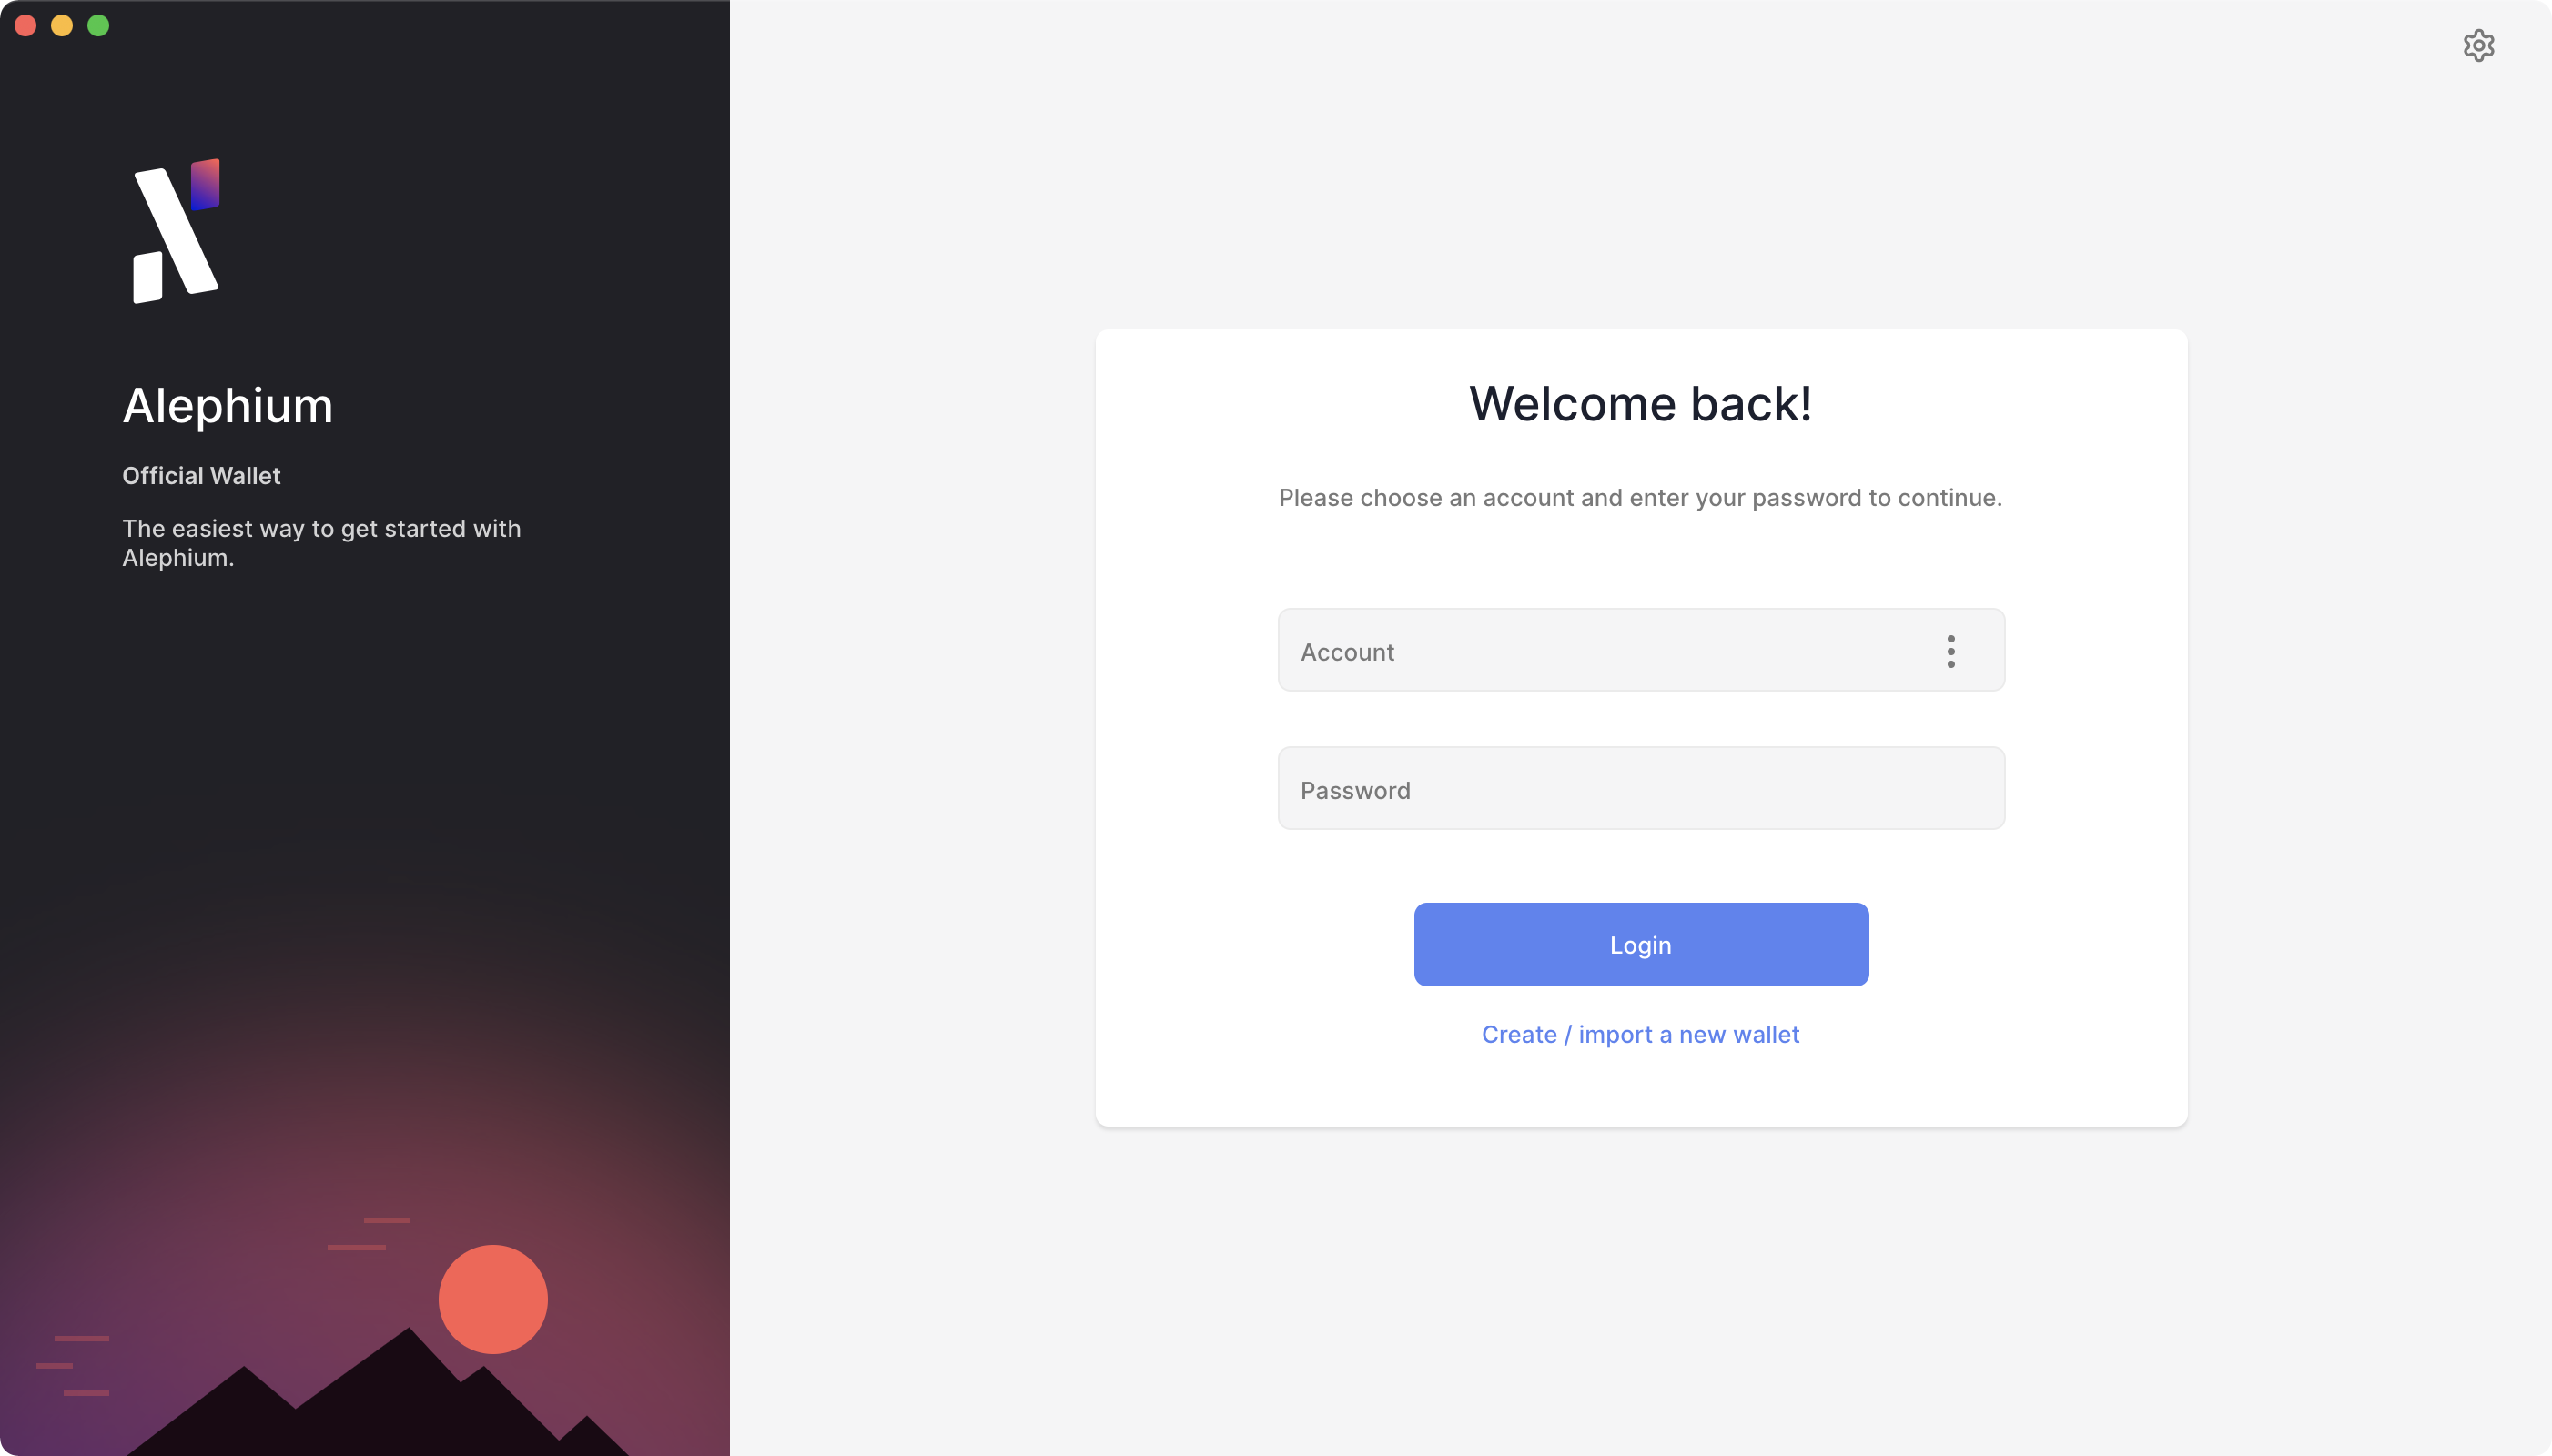 Alephium
Official Wallet
The easiest way to get started with
Alephium.
Welcome back!
Please choose an account and enter your password to continue.
Account
Password
Login
Create / import a new wallet